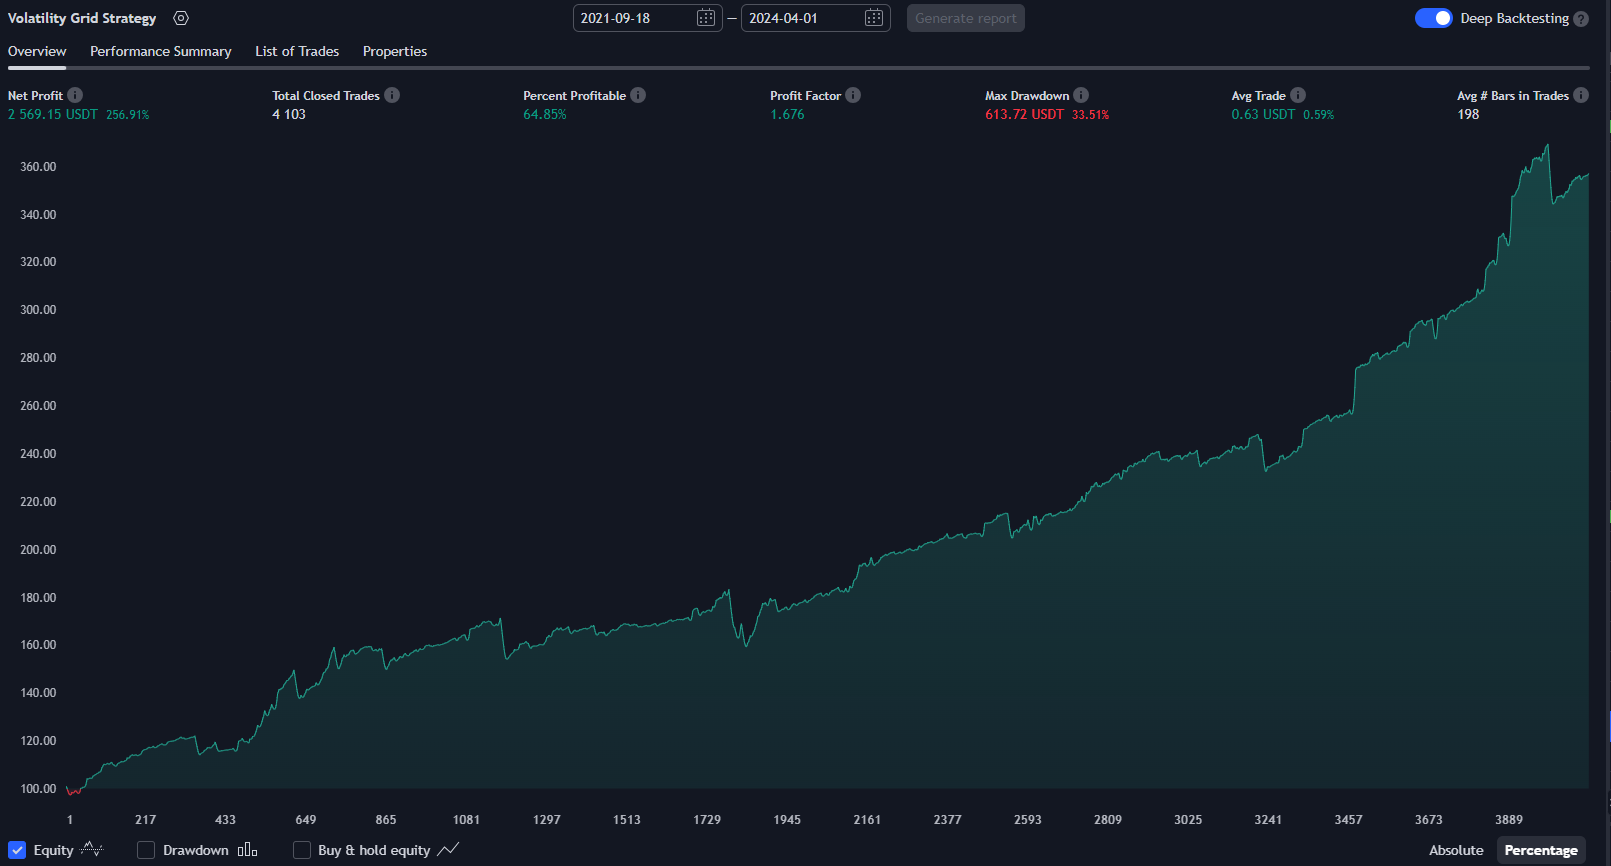 Volatility Grid Strategy 2021-09-18 — 2024-04-01 Generate report Deep Backtesting ?
Overview Performance Summary List of Trades Properties
Net Profit Total Closed Trades Percent Profitable Profit Factor Max Drawdown Avg Trade Avg # Bars in Trades
2 569.15 USDT 256.91% 4 103 64.85% 1.676 613.72 USDT 33.51% 0.63 USDT 0.59% 198
360.00
340.00
320.00
300.00
280.00
260.00
240.00
220.00
200.00
180.00
160.00
140.00
120.00
100.00
1 217 433 649 865 1081 1297 1513 1729 1945 2161 2377 2593 2809 3025 3241 3457 3673 3889
Equity Drawdown Buy & hold equity Absolute Percentage